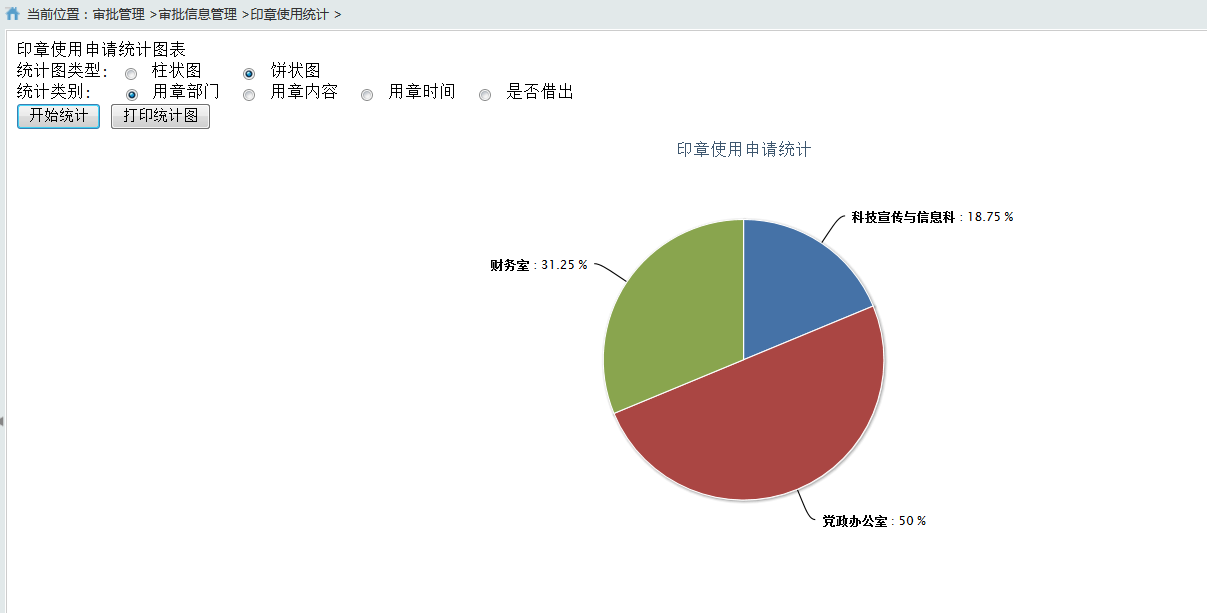 当前位置：审批管理 >审批信息管理 >印章使用统计 >
印章使用申请统计图表
统计图类型： 柱状图 饼状图
统计类别： 用章部门 用章内容 用章时间 是否借出
开始统计 打印统计图
印章使用申请统计
科技宣传与信息科 : 18.75 %
财务室 : 31.25 %
党政办公室 : 50 %